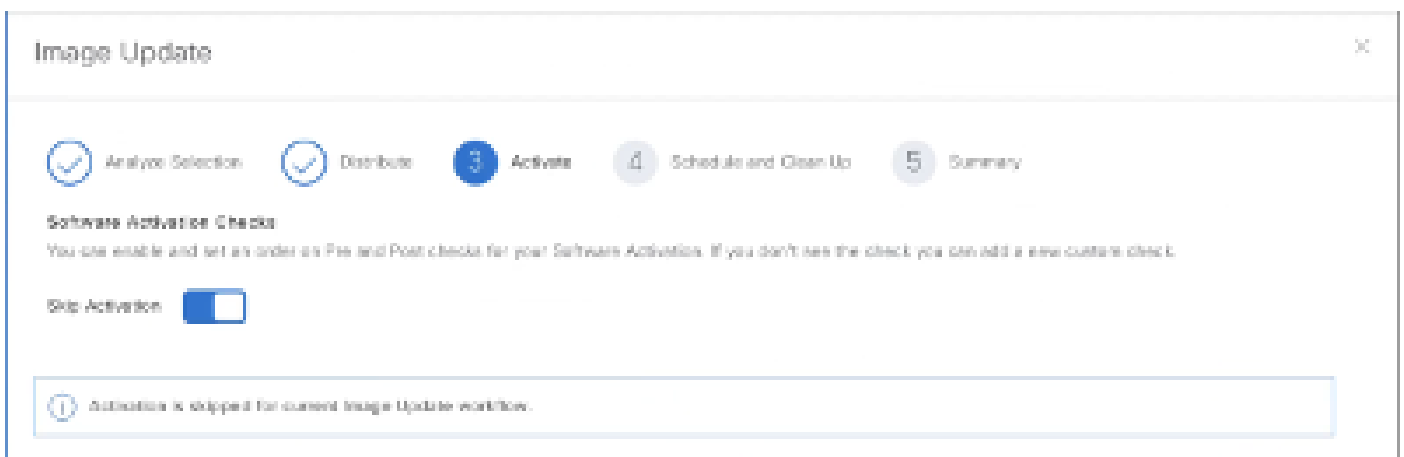 Image Update
Analyze Selection
Distribute
3 Activate
4 Schedule and Clean Up
5 Summary
Software Activation Checks
You can enable and set an order on Pre and Post checks for your Software Activation. If you don't see the check you can add a new custom check.
Skip Activation
Activation is skipped for current Image Update workflow.